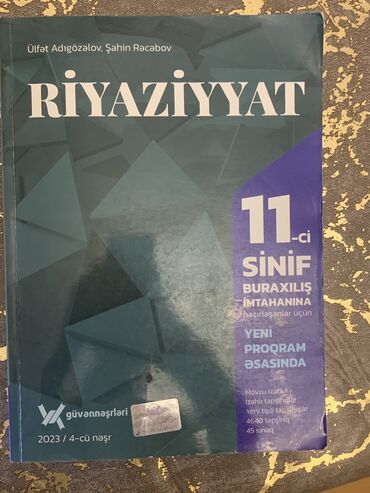 Ülfət Adıgözəlov, Şahin Rəcəbov
RİYAZİYYAT
11-ci
SİNİF
BURAXILIŞ
İMTAHANINA
hazırlaşanlar üçün
YENİ
PROQRAM
ƏSASINDA
Mövzu izahı
İzahlı tapşırıqlar
Yeni tipli tapşırıqlar
4640 tapşırıq
45 sınaq
güvənnəşrləri
2023 / 4-cü nəşr